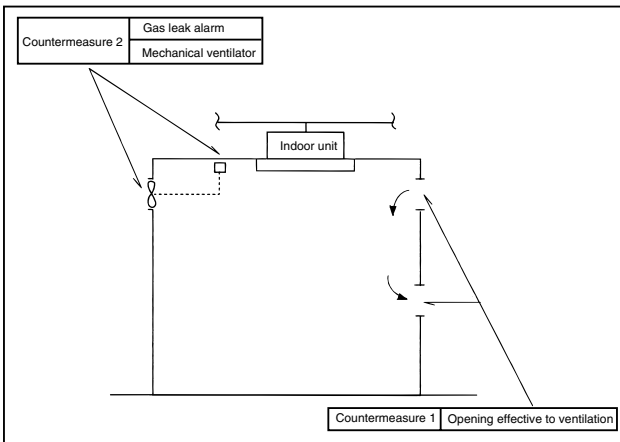 Countermeasure 2
Gas leak alarm
Mechanical ventilator
Indoor unit
Countermeasure 1
Opening effective to ventilation